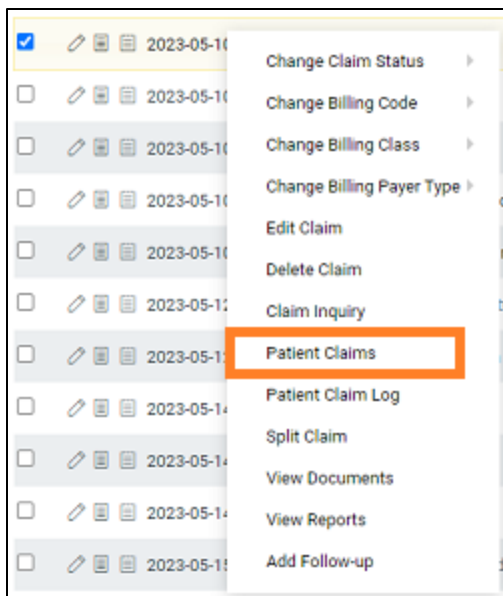 2023-05-10
Change Claim Status
2023-05-10
Change Billing Code
2023-05-10
Change Billing Class
2023-05-10
Change Billing Payer Type
Edit Claim
2023-05-10
Delete Claim
2023-05-12
Claim Inquiry
Patient Claims
Patient Claim Log
2023-05-14
Split Claim
2023-05-14
View Documents
2023-05-14
View Reports
Add Follow-up
2023-05-15